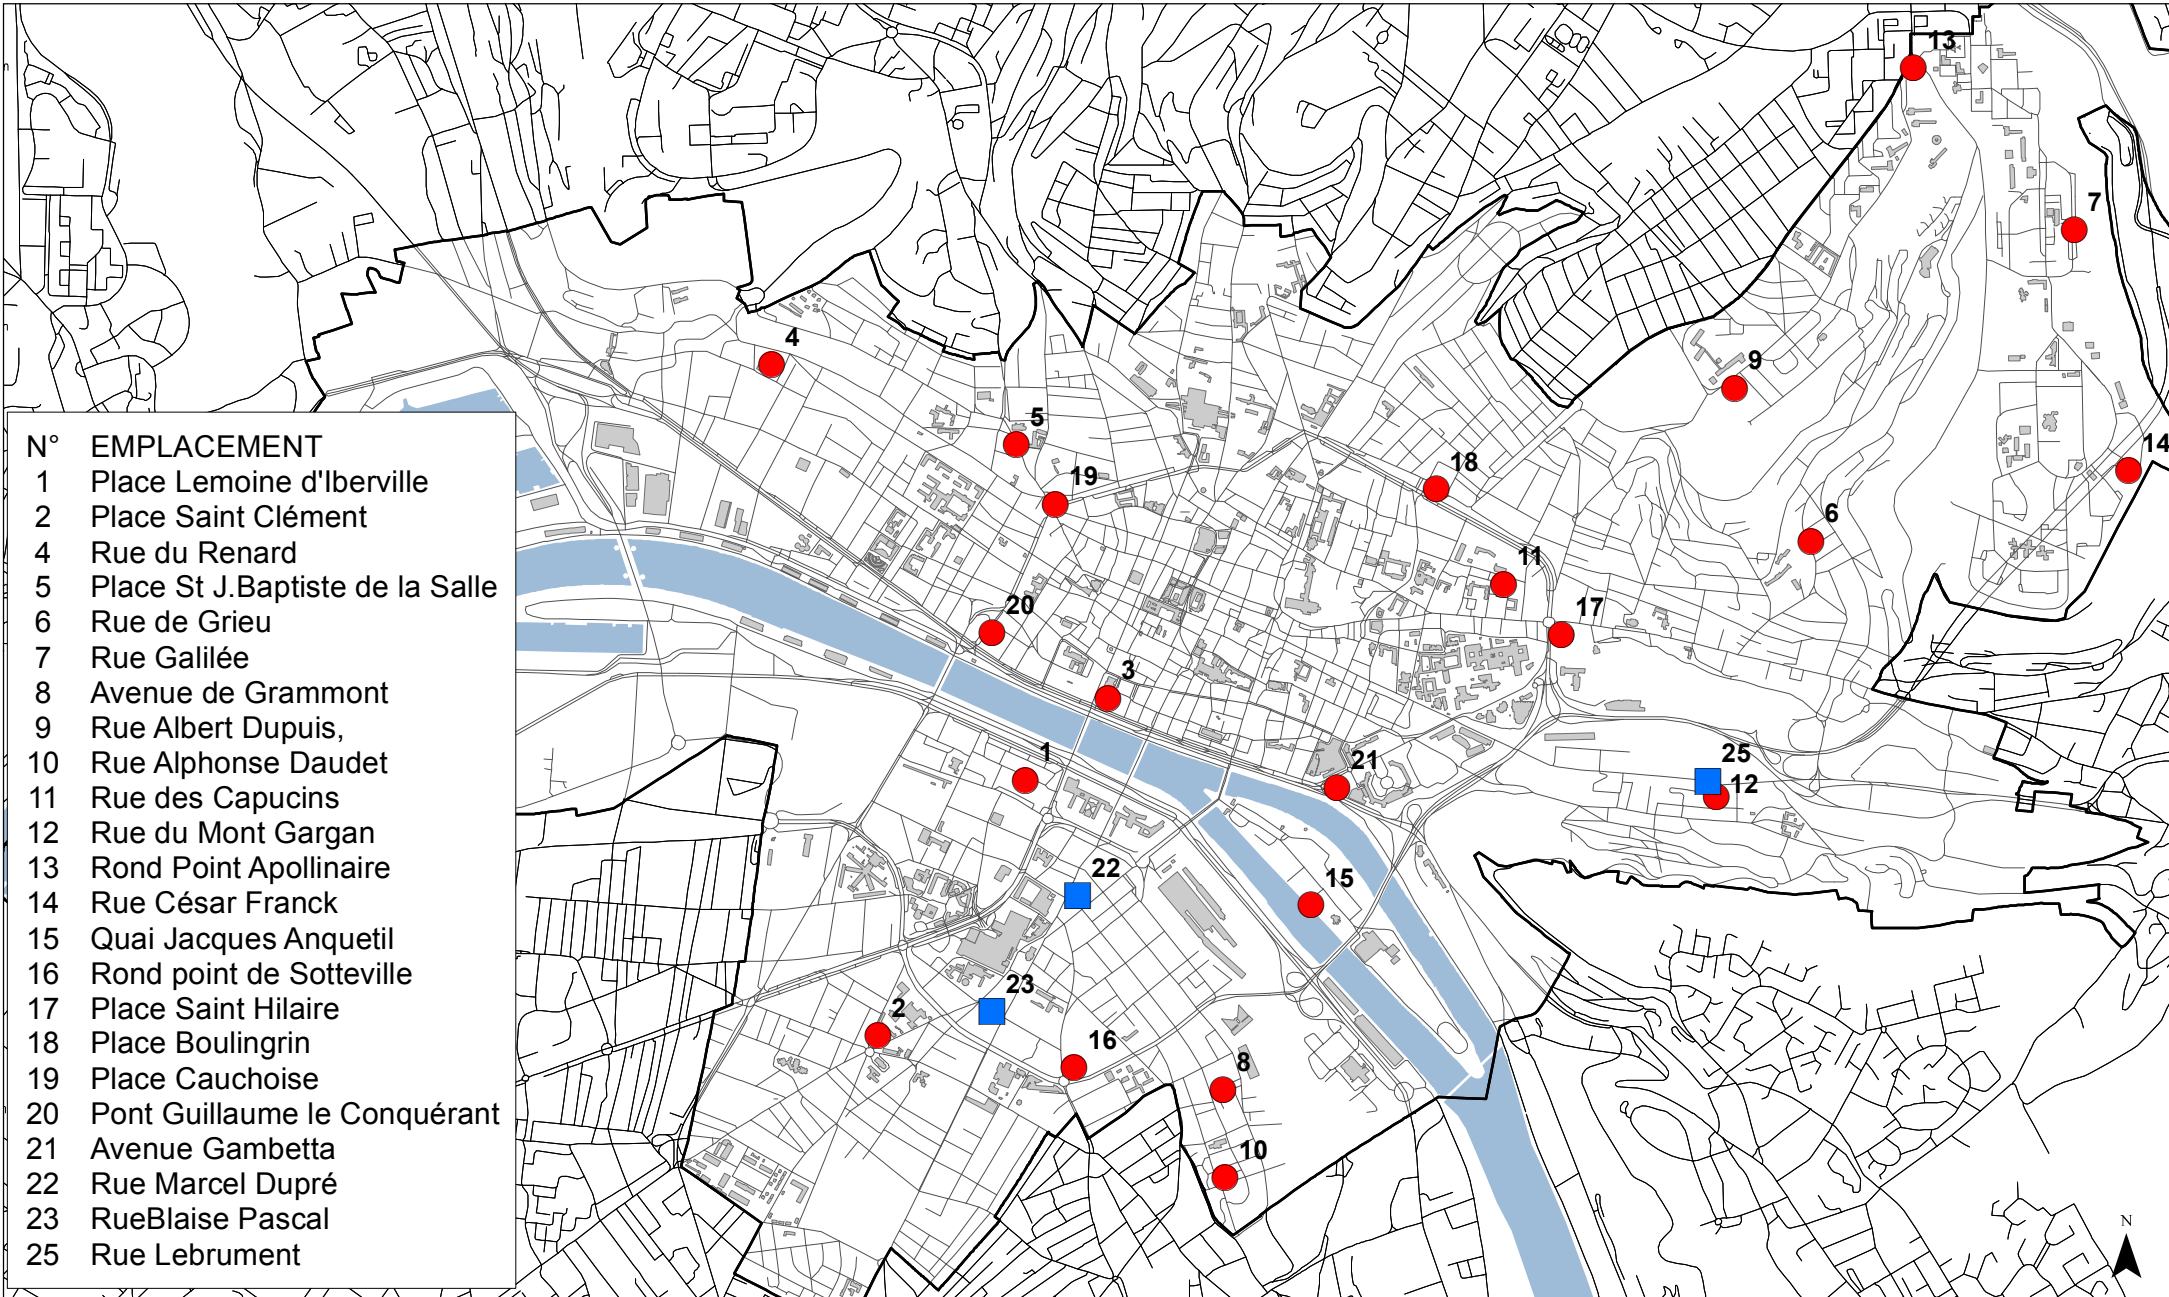 N° EMPLACEMENT
1 Place Lemoine d'Iberville
2 Place Saint Clément
4 Rue du Renard
5 Place St J.Baptiste de la Salle
6 Rue de Grieu
7 Rue Galilée
8 Avenue de Grammont
9 Rue Albert Dupuis,
10 Rue Alphonse Daudet
11 Rue des Capucins
12 Rue du Mont Gargan
13 Rond Point Apollinaire
14 Rue César Franck
15 Quai Jacques Anquetil
16 Rond point de Sotteville
17 Place Saint Hilaire
18 Place Boulingrin
19 Place Cauchoise
20 Pont Guillaume le Conquérant
21 Avenue Gambetta
22 Rue Marcel Dupré
23 RueBlaise Pascal
25 Rue Lebrument
13
7
4
9
5
14
19
18
6
11
20
17
3
1
21
25
12
22
15
23
2
16
8
10
N